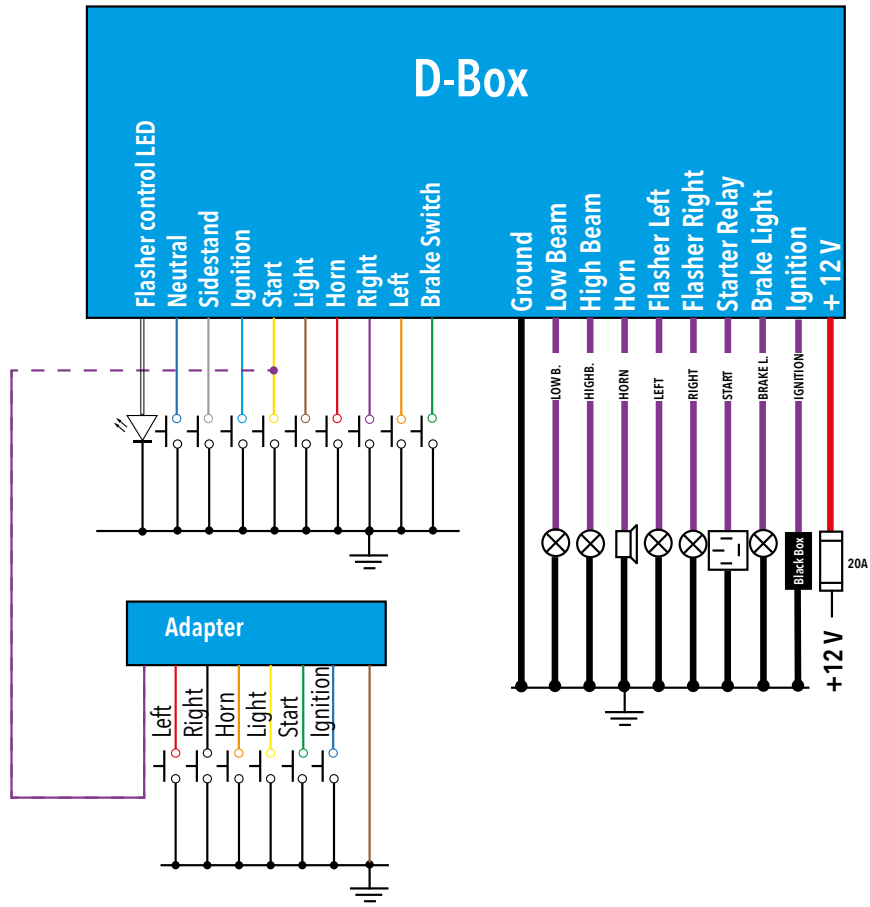 D-Box
Flasher control LED
Neutral
Sidestand
Ignition
Start
Light
Horn
Right
Left
Brake Switch
Ground
Low Beam
High Beam
Horn
Flasher Left
Flasher Right
Starter Relay
Brake Light
Ignition
+ 12 V
LOW B.
HIGH B.
HORN
LEFT
RIGHT
START
BRAKE L.
IGNITION
Black Box
20A
+12 V
Adapter
Left
Right
Horn
Light
Start
Ignition